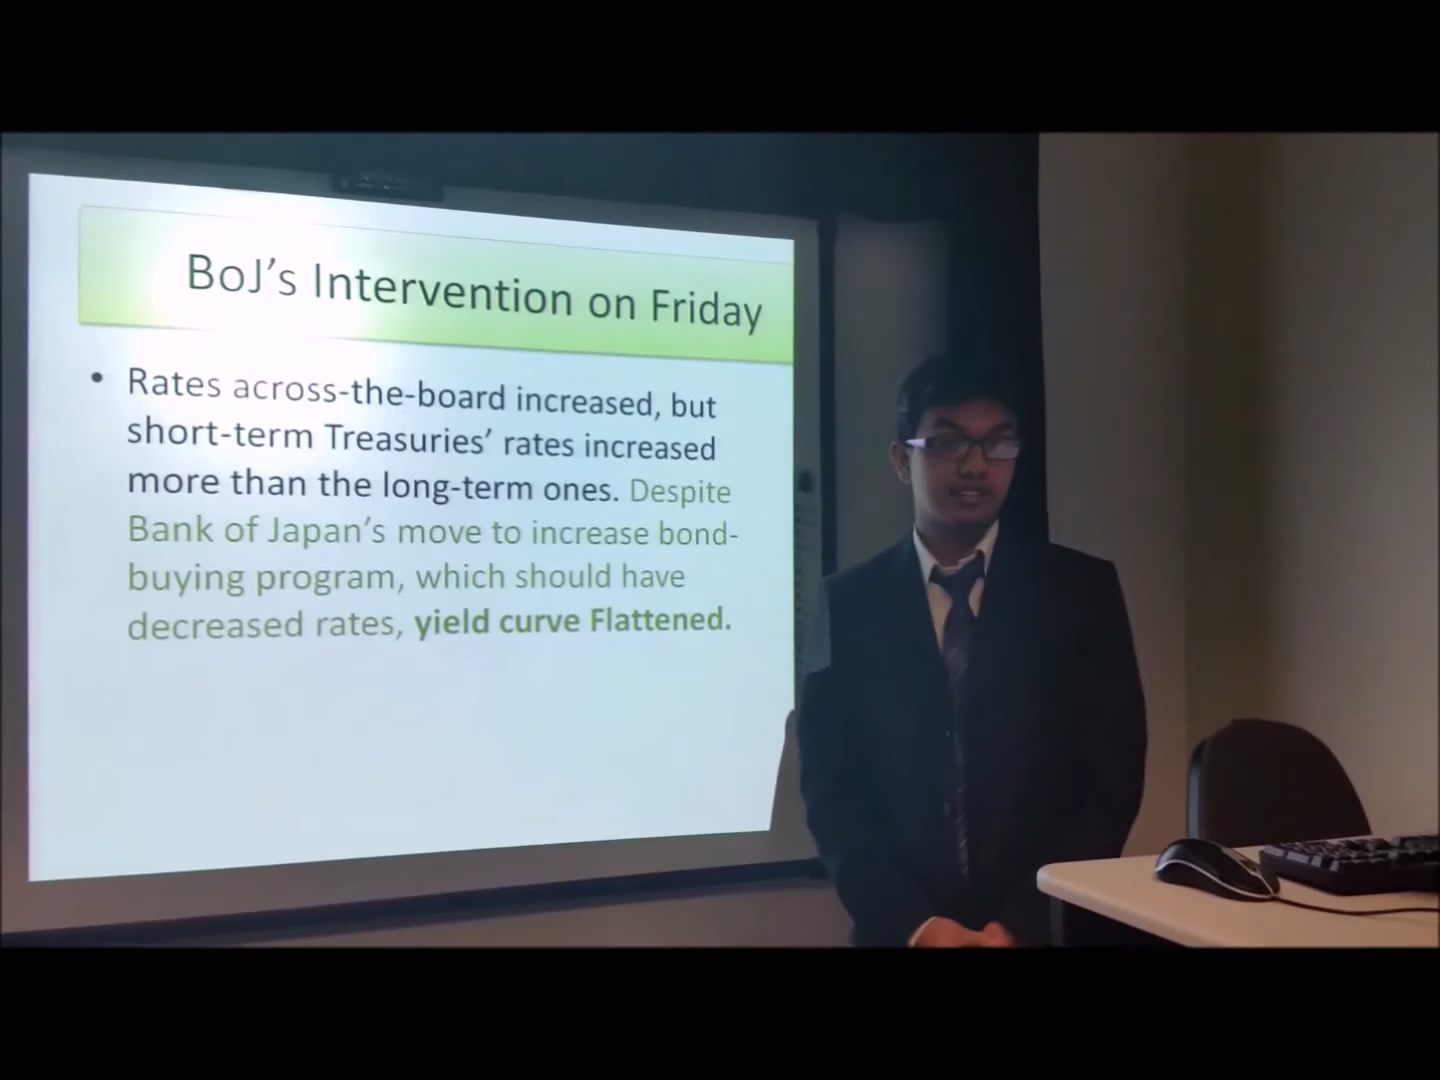 BoJ's Intervention on Friday
• Rates across-the-board increased, but
short-term Treasuries' rates increased
more than the long-term ones. Despite
Bank of Japan's move to increase bond-
buying program, which should have
decreased rates, yield curve Flattened.